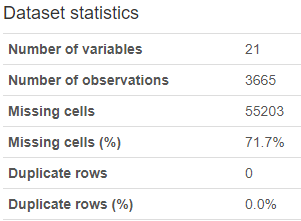 Dataset statistics
Number of variables 21
Number of observations 3665
Missing cells 55203
Missing cells (%) 71.7%
Duplicate rows 0
Duplicate rows (%) 0.0%